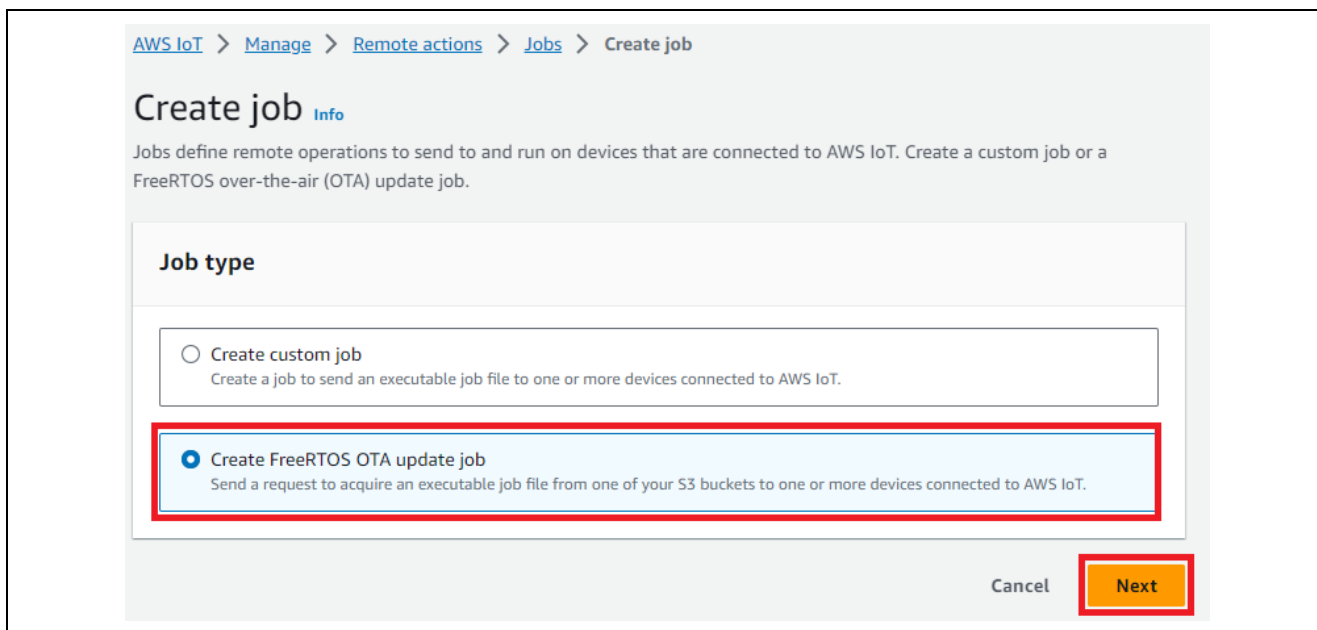 AWS IoT > Manage > Remote actions > Jobs > Create job
Create job Info
Jobs define remote operations to send to and run on devices that are connected to AWS IoT. Create a custom job or a
FreeRTOS over-the-air (OTA) update job.
Job type
Create custom job
Create a job to send an executable job file to one or more devices connected to AWS IoT.
Create FreeRTOS OTA update job
Send a request to acquire an executable job file from one of your S3 buckets to one or more devices connected to AWS IoT.
Cancel Next